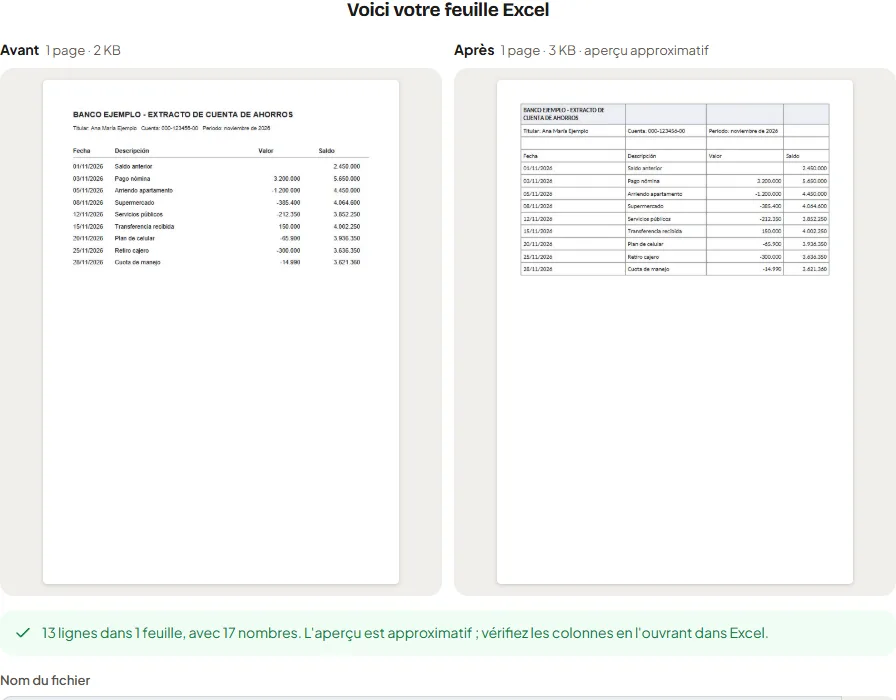 Voici votre feuille Excel
Avant 1 page · 2 KB
BANCO EJEMPLO - EXTRACTO DE CUENTA DE AHORROS
Titular: Ana María Ejemplo Cuenta: 000-123456-00 Periodo: noviembre de 2026
Fecha Descripción Valor Saldo
01/11/2026 Saldo anterior 2.450.000
03/11/2026 Pago nómina 3.200.000 5.650.000
05/11/2026 Arriendo apartamento -1.200.000 4.450.000
08/11/2026 Supermercado -385.400 4.064.600
12/11/2026 Servicios públicos -212.350 3.852.250
15/11/2026 Transferencia recibida 150.000 4.002.250
20/11/2026 Plan de celular -65.900 3.936.350
25/11/2026 Retiro cajero -300.000 3.636.350
28/11/2026 Cuota de manejo -14.990 3.621.360
Après 1 page · 3 KB · aperçu approximatif
BANCO EJEMPLO - EXTRACTO DE
CUENTA DE AHORROS
Titular: Ana María Ejemplo Cuenta: 000-123456-00 Periodo: noviembre de 2026
Fecha Descripción Valor Saldo
01/11/2026 Saldo anterior 2.450.000
03/11/2026 Pago nómina 3.200.000 5.650.000
05/11/2026 Arriendo apartamento -1.200.000 4.450.000
08/11/2026 Supermercado -385.400 4.064.600
12/11/2026 Servicios públicos -212.350 3.852.250
15/11/2026 Transferencia recibida 150.000 4.002.250
20/11/2026 Plan de celular -65.900 3.936.350
25/11/2026 Retiro cajero -300.000 3.636.350
28/11/2026 Cuota de manejo -14.990 3.621.360
13 lignes dans 1 feuille, avec 17 nombres. L'aperçu est approximatif ; vérifiez les colonnes en l'ouvrant dans Excel.
Nom du fichier